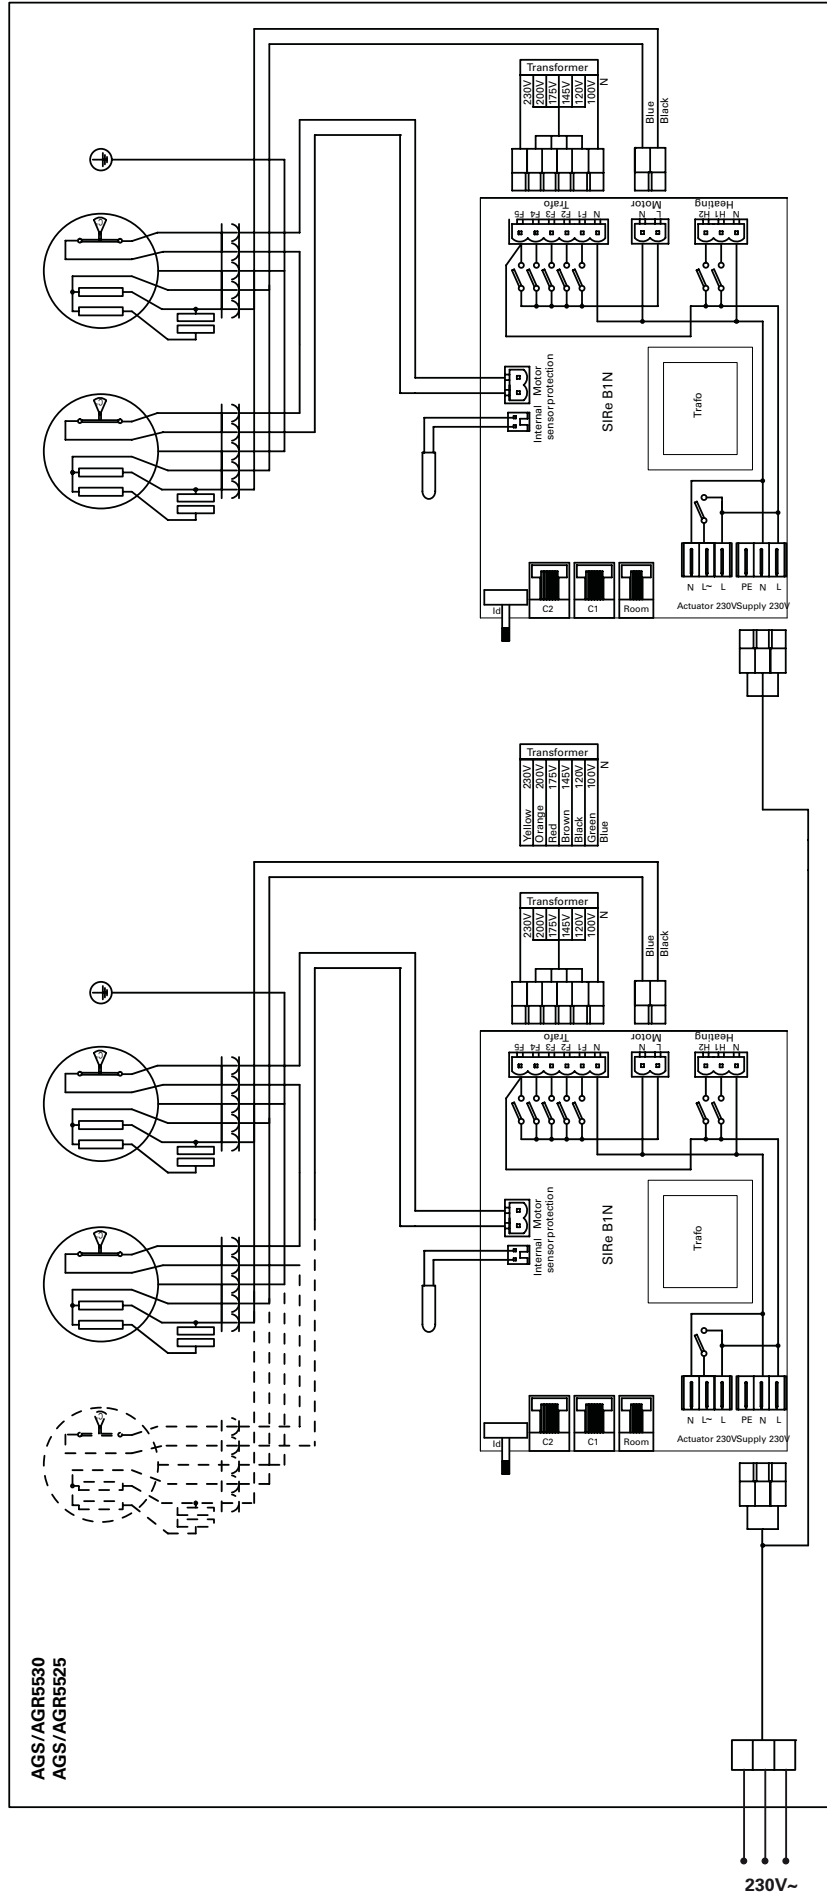 Transformer
230V
200V
175V
145V
120V
100V
N
Blue
Black
F5
F4
F3
F2
F1
N
Trafo
N
L
Motor
H2
H1
N
Heating
Motor
protection
Internal
sensor
SIRe B1N
Trafo
N L~ L PE N L
Actuator 230V Supply 230V
Id
C2
C1
Room
Transformer
Yellow 230V
Orange 200V
Red 175V
Brown 145V
Black 120V
Green 100V
Blue N
Transformer
230V
200V
175V
145V
120V
100V
N
Blue
Black
F5
F4
F3
F2
F1
N
Trafo
N
L
Motor
H2
H1
N
Heating
Motor
protection
Internal
sensor
SIRe B1N
Trafo
N L~ L PE N L
Actuator 230V Supply 230V
Id
C2
C1
Room
AGS/AGR5530
AGS/AGR5525
230V~